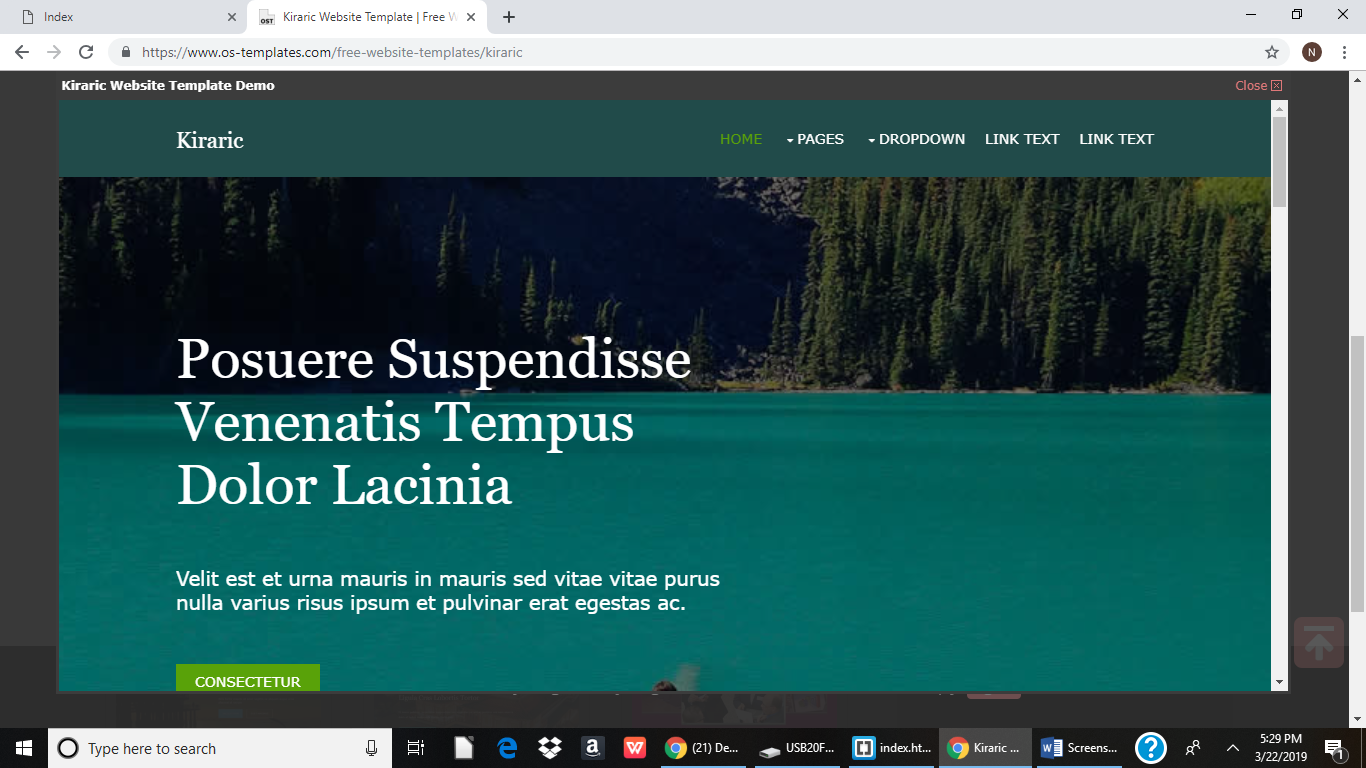 Index
Kiraric Website Template | Free W
https://www.os-templates.com/free-website-templates/kiraric
N
Kiraric Website Template Demo
Close
Kiraric
HOME
PAGES
DROPDOWN
LINK TEXT
LINK TEXT
Posuere Suspendisse
Venenatis Tempus
Dolor Lacinia
Velit est et urna mauris in mauris sed vitae vitae purus
nulla varius risus ipsum et pulvinar erat egestas ac.
CONSECTETUR
Type here to search
(21) De...
USB20F...
index.ht...
Kiraric ...
Screens...
5:29 PM
3/22/2019
1